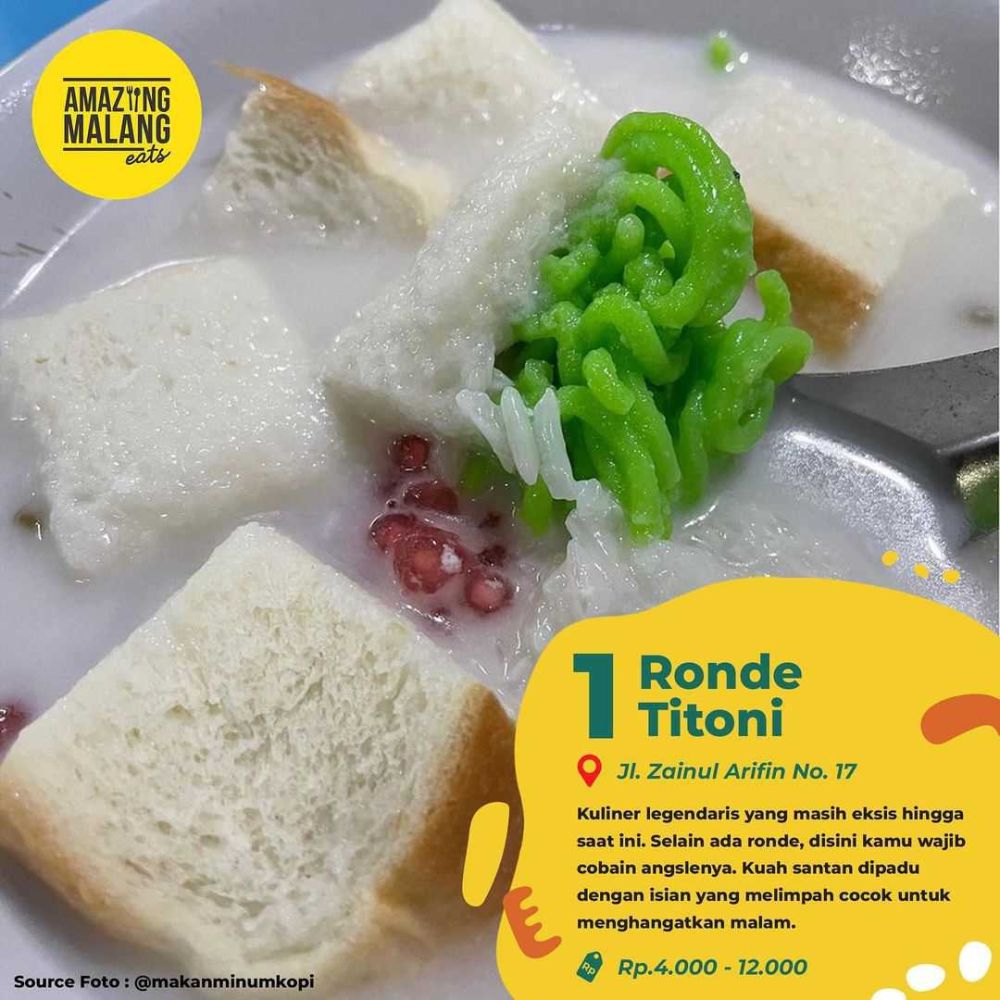 AMAZING
MALANG
eats
1 Ronde
Titoni
Jl. Zainul Arifin No. 17
Kuliner legendaris yang masih eksis hingga
saat ini. Selain ada ronde, disini kamu wajib
cobain angslenya. Kuah santan dipadu
dengan isian yang melimpah cocok untuk
menghangatkan malam.
RP
Rp.4.000 - 12.000
Source Foto : @makanminumkopi